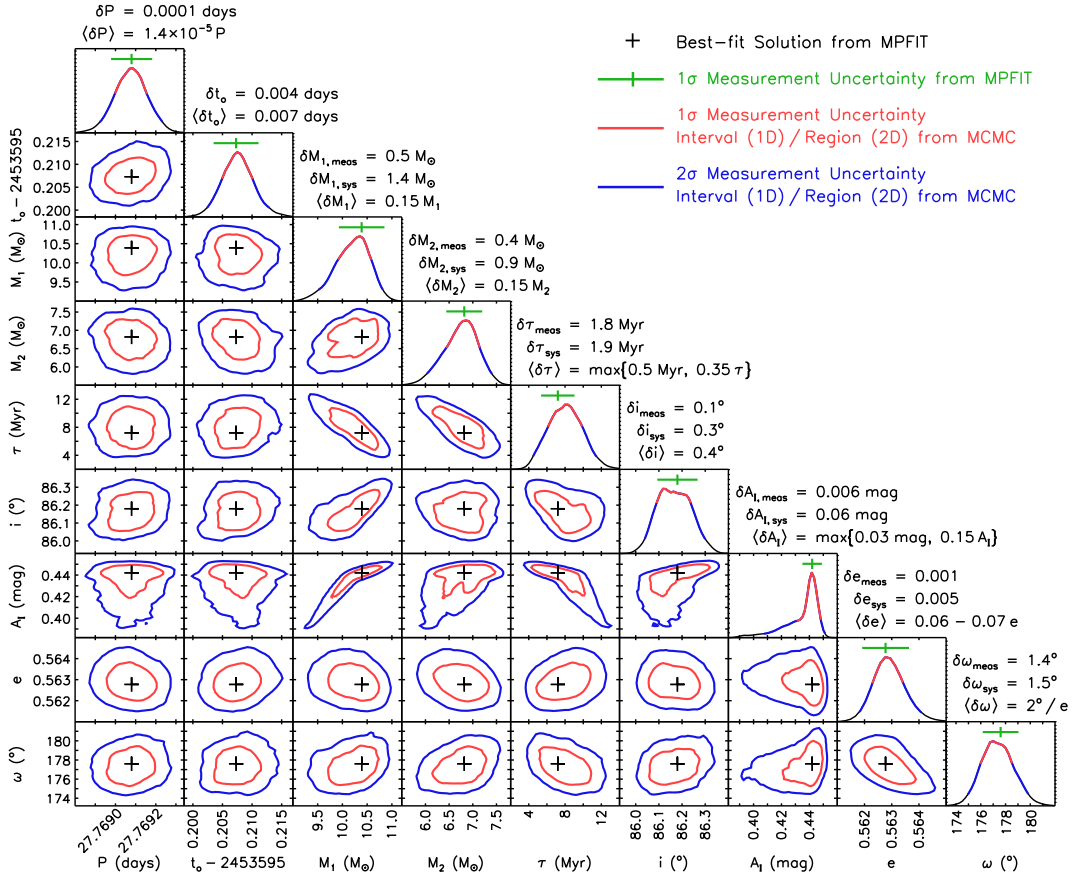 δP = 0.0001 days
⟨δP⟩ = 1.4×10⁻⁵ P
Best-fit Solution from MPFIT
1σ Measurement Uncertainty from MPFIT
1σ Measurement Uncertainty
Interval (1D) / Region (2D) from MCMC
2σ Measurement Uncertainty
Interval (1D) / Region (2D) from MCMC
δtₒ = 0.004 days
⟨δtₒ⟩ = 0.007 days
δM₁,meas = 0.5 M⊙
δM₁,sys = 1.4 M⊙
⟨δM₁⟩ = 0.15 M₁
δM₂,meas = 0.4 M⊙
δM₂,sys = 0.9 M⊙
⟨δM₂⟩ = 0.15 M₂
δτmeas = 1.8 Myr
δτsys = 1.9 Myr
⟨δτ⟩ = max{0.5 Myr, 0.35 τ}
δimeas = 0.1°
δisys = 0.3°
⟨δi⟩ = 0.4°
δAI,meas = 0.006 mag
δAI,sys = 0.06 mag
⟨δAI⟩ = max{0.03 mag, 0.15 AI}
δemeas = 0.001
δesys = 0.005
⟨δe⟩ = 0.06 − 0.07 e
δωmeas = 1.4°
δωsys = 1.5°
⟨δω⟩ = 2° / e
tₒ − 2453595
0.215
0.210
0.205
0.200
M₁ (M⊙)
11.0
10.5
10.0
9.5
M₂ (M⊙)
7.5
7.0
6.5
6.0
τ (Myr)
12
8
4
i (°)
86.3
86.2
86.1
86.0
AI (mag)
0.44
0.42
0.40
e
0.564
0.563
0.562
ω (°)
180
178
176
174
27.7690 27.7692
0.200 0.205 0.210 0.215
9.5 10.0 10.5 11.0
6.0 6.5 7.0 7.5
4 8 12
86.0 86.1 86.2 86.3
0.40 0.42 0.44
0.562 0.563 0.564
174 176 178 180
P (days) tₒ − 2453595 M₁ (M⊙) M₂ (M⊙) τ (Myr) i (°) AI (mag) e ω (°)